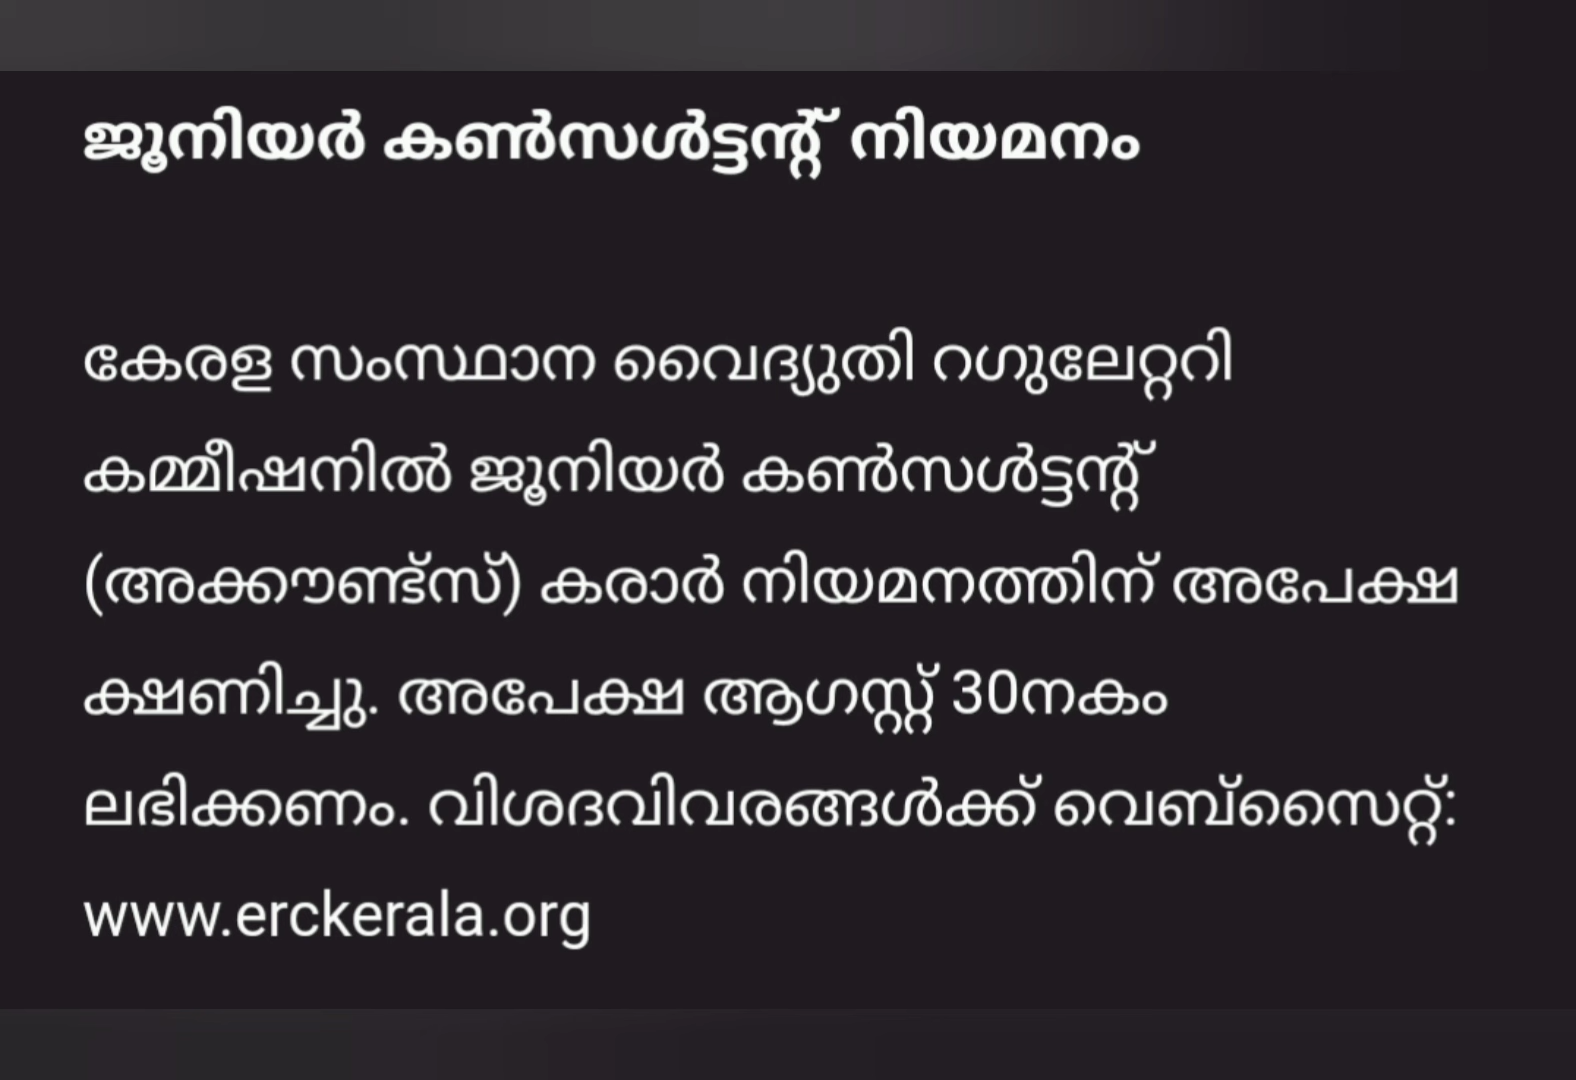 ജൂനിയർ കൺസൾട്ടന്റ് നിയമനം
കേരള സംസ്ഥാന വൈദ്യുതി റഗുലേറ്ററി
കമ്മീഷനിൽ ജൂനിയർ കൺസൾട്ടന്റ്
(അക്കൗണ്ട്സ്) കരാർ നിയമനത്തിന് അപേക്ഷ
ക്ഷണിച്ചു. അപേക്ഷ ആഗസ്റ്റ് 30നകം
ലഭിക്കണം. വിശദവിവരങ്ങൾക്ക് വെബ്സൈറ്റ്:
www.erckerala.org